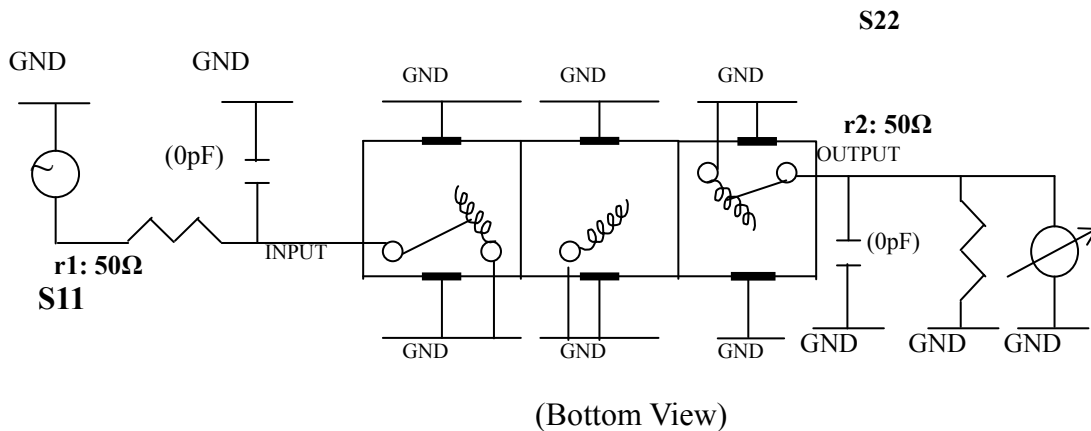 S22
GND
GND
GND
GND
GND
r2: 50Ω
(0pF)
OUTPUT
INPUT
(0pF)
r1: 50Ω
S11
GND
GND
GND
GND
GND
GND
(Bottom View)